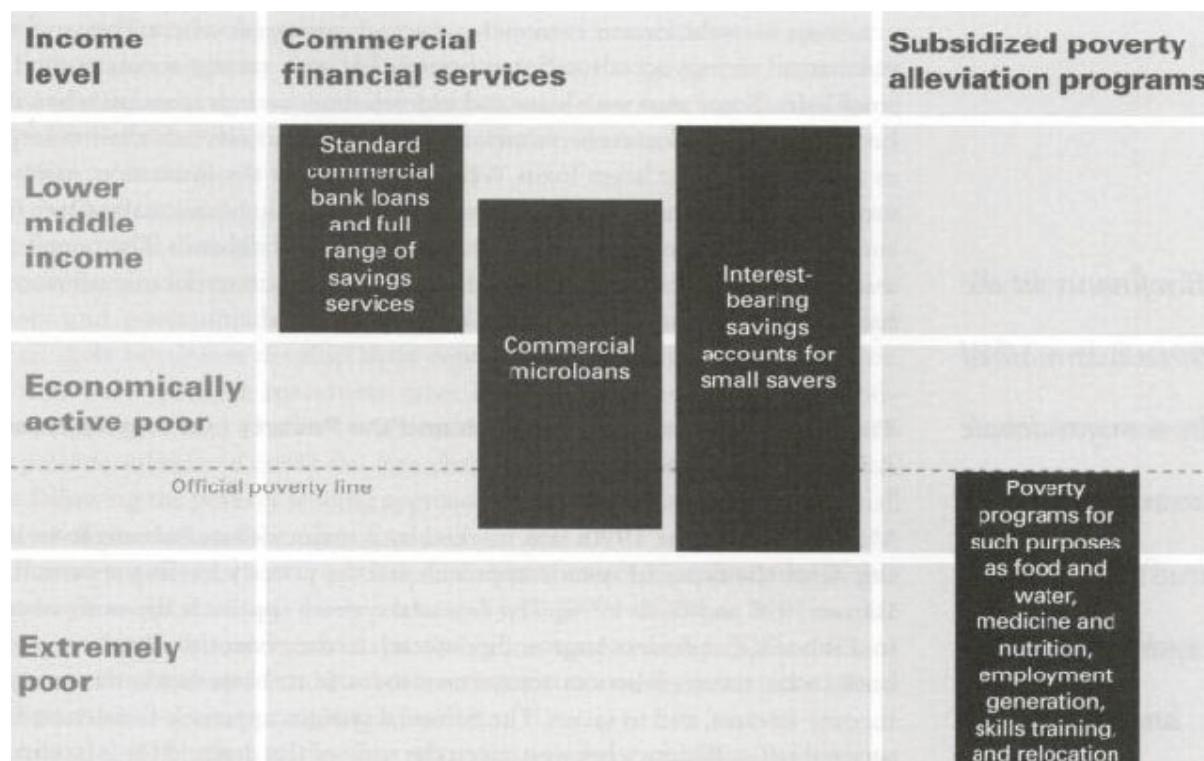 Income
level
Commercial
financial services
Subsidized poverty
alleviation programs
Lower
middle
income
Standard
commercial
bank loans
and full
range of
savings
services
Commercial
microloans
Interest-
bearing
savings
accounts for
small savers
Economically
active poor
Official poverty line
Extremely
poor
Poverty
programs for
such purposes
as food and
water,
medicine and
nutrition,
employment
generation,
skills training,
and relocation